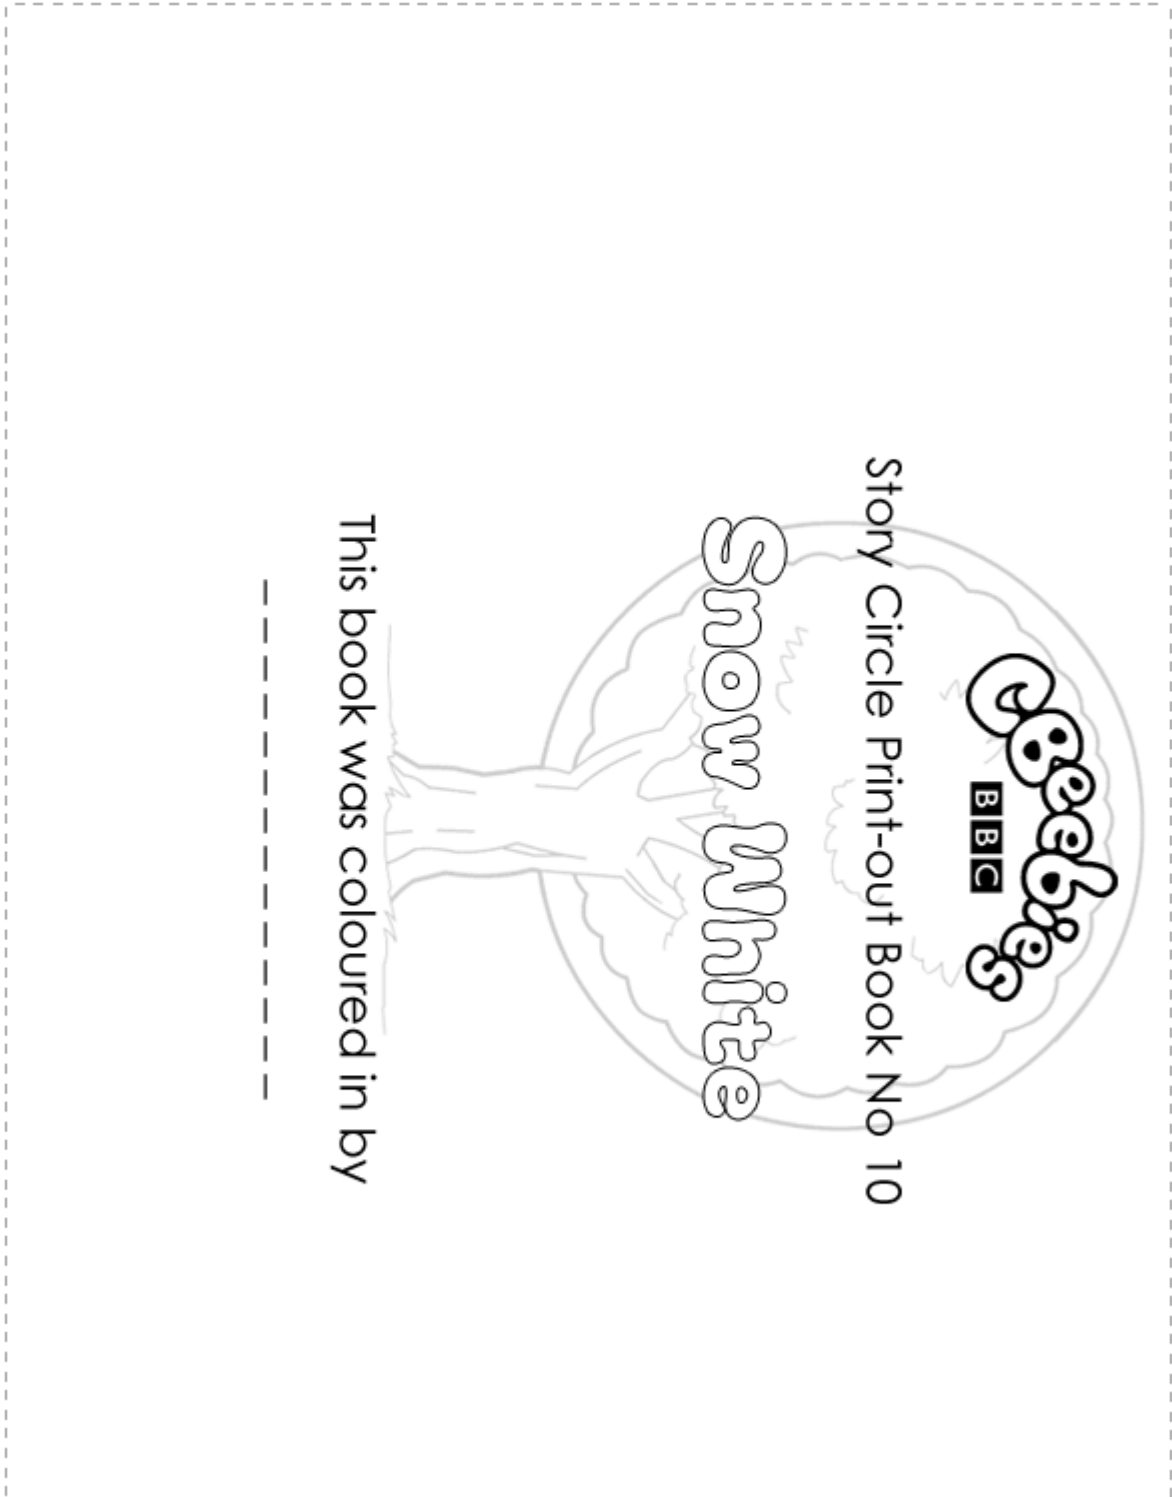 CBeebies
BBC
Story Circle Print-out Book No 10
Snow White
This book was coloured in by